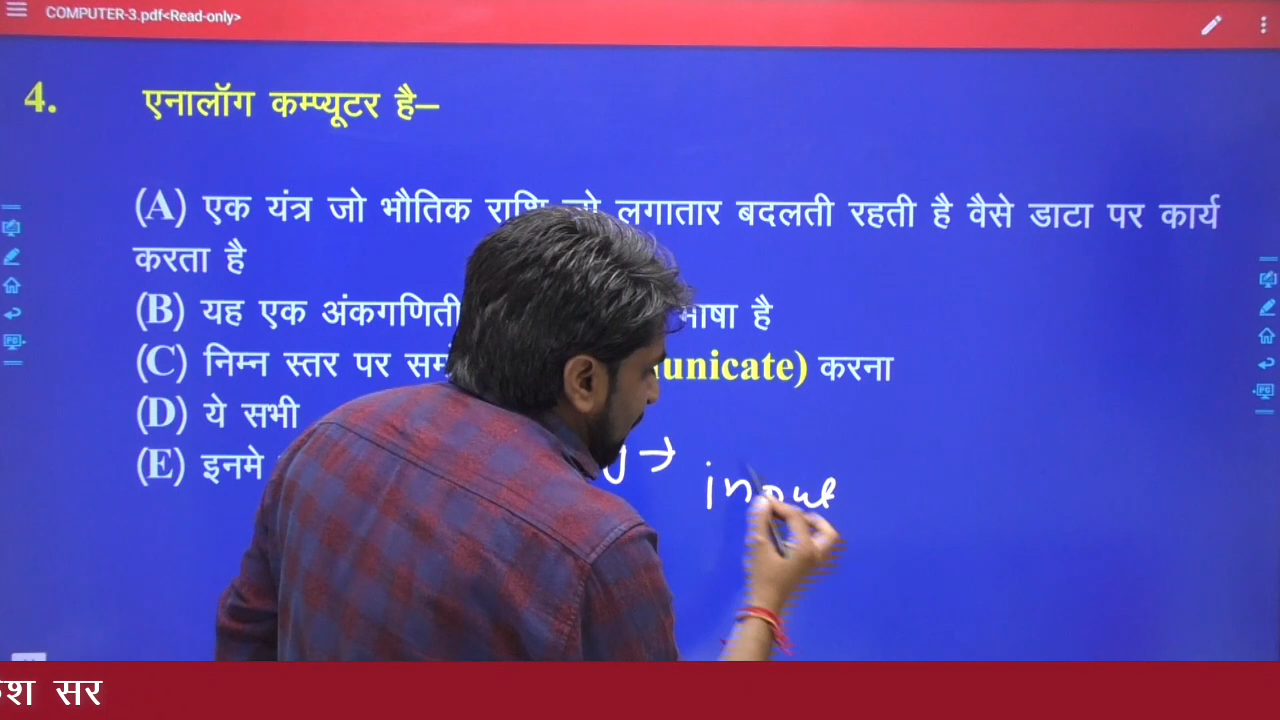 COMPUTER-3.pdf<Read-only>
4. एनालॉग कम्प्यूटर है–
(A) एक यंत्र जो भौतिक राशि जो लगातार बदलती रहती है वैसे डाटा पर कार्य
करता है
(B) यह एक अंकगणिती भाषा है
(C) निम्न स्तर पर करना
(D) ये सभी
(E) इनमे
input
सर